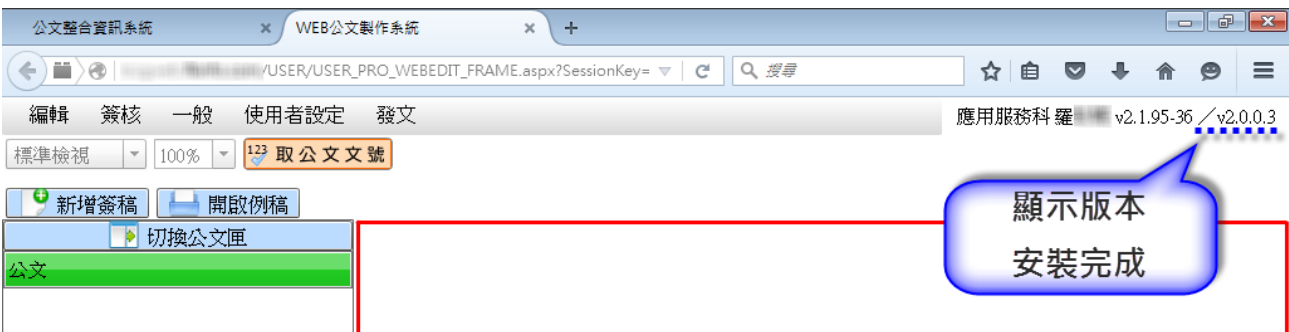 公文整合資訊系統 × WEB公文製作系統 × +
/USER/USER_PRO_WEBEDIT_FRAME.aspx?SessionKey= 搜尋
編輯 簽核 一般 使用者設定 發文 應用服務科 羅 v2.1.95-36 ／v2.0.0.3
標準檢視 100% 123 取公文文號
新增簽稿 開啟例稿
切換公文匣
公文
顯示版本
安裝完成